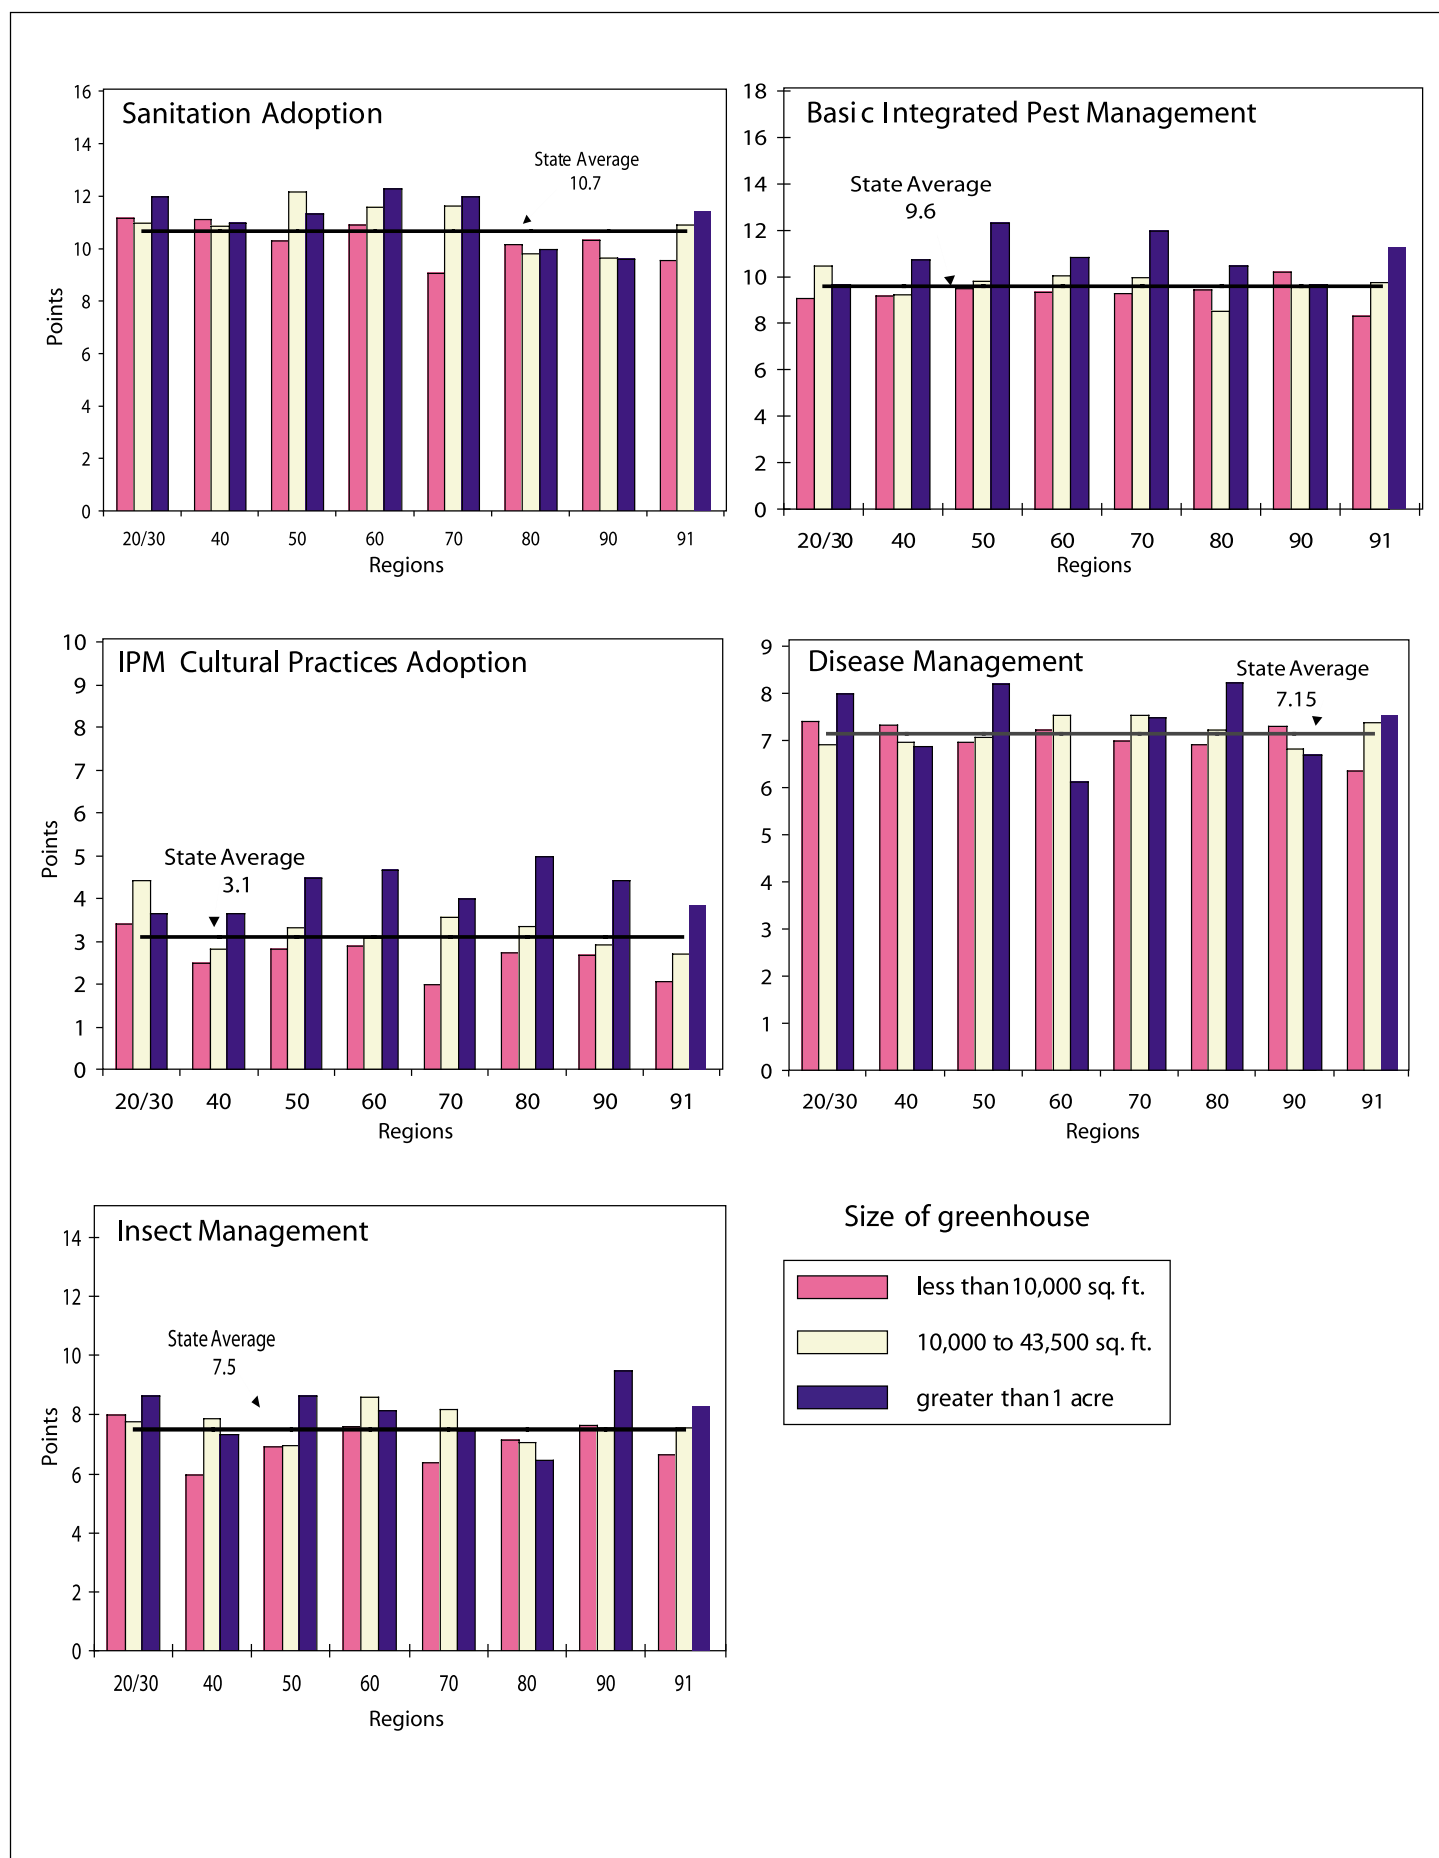 Sanitation Adoption
State Average
10.7
16
14
12
10
8
6
4
2
0
Points
20/30 40 50 60 70 80 90 91
Regions
Basic Integrated Pest Management
State Average
9.6
18
16
14
12
10
8
6
4
2
0
20/30 40 50 60 70 80 90 91
Regions
IPM Cultural Practices Adoption
State Average
3.1
10
9
8
7
6
5
4
3
2
1
0
Points
20/30 40 50 60 70 80 90 91
Regions
Disease Management
State Average
7.15
9
8
7
6
5
4
3
2
1
0
20/30 40 50 60 70 80 90 91
Regions
Insect Management
State Average
7.5
14
12
10
8
6
4
2
0
Points
20/30 40 50 60 70 80 90 91
Regions
Size of greenhouse
less than 10,000 sq. ft.
10,000 to 43,500 sq. ft.
greater than 1 acre